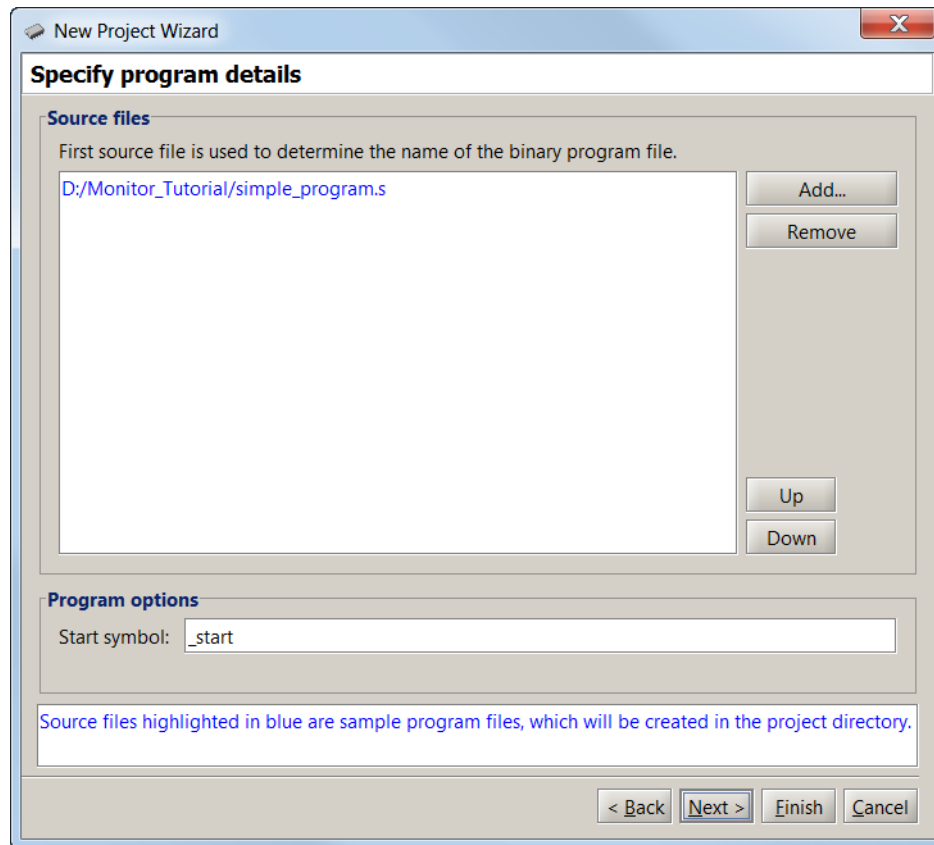 New Project Wizard
X
Specify program details
Source files
First source file is used to determine the name of the binary program file.
D:/Monitor_Tutorial/simple_program.s
Add...
Remove
Up
Down
Program options
Start symbol: _start
Source files highlighted in blue are sample program files, which will be created in the project directory.
< Back Next > Finish Cancel